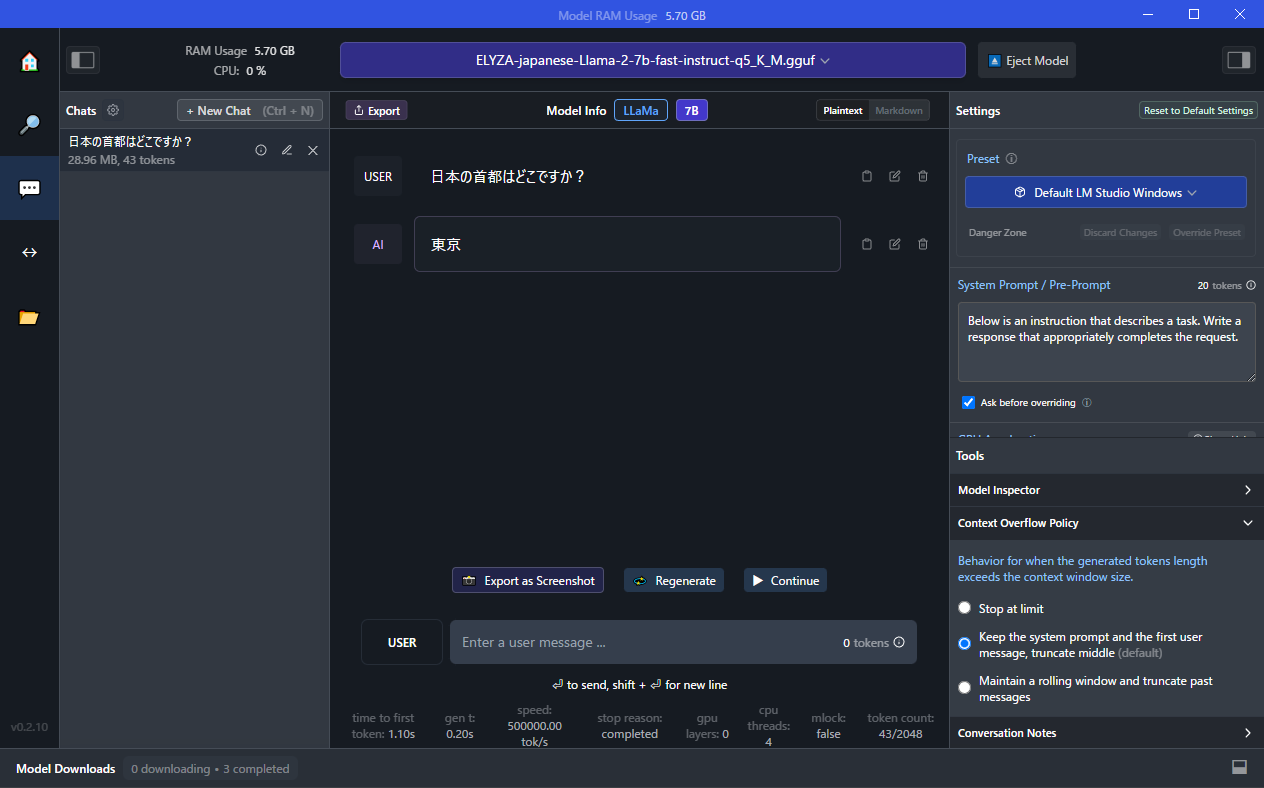 Model RAM Usage 5.70 GB
RAM Usage 5.70 GB
CPU: 0 %
ELYZA-japanese-Llama-2-7b-fast-instruct-q5_K_M.gguf
Eject Model
Chats
+ New Chat (Ctrl + N)
日本の首都はどこですか？
28.96 MB, 43 tokens
v0.2.10
Export
Model Info LLaMa 7B
Plaintext Markdown
USER
日本の首都はどこですか？
AI
東京
Export as Screenshot
Regenerate
Continue
USER
Enter a user message ...
0 tokens
⏎ to send, shift + ⏎ for new line
time to first token: 1.10s
gen t: 0.20s
speed: 500000.00 tok/s
stop reason: completed
gpu layers: 0
cpu threads: 4
mlock: false
token count: 43/2048
Settings
Reset to Default Settings
Preset
Default LM Studio Windows
Danger Zone
Discard Changes
Override Preset
System Prompt / Pre-Prompt
20 tokens
Below is an instruction that describes a task. Write a
response that appropriately completes the request.
Ask before overriding
Tools
Model Inspector
Context Overflow Policy
Behavior for when the generated tokens length
exceeds the context window size.
Stop at limit
Keep the system prompt and the first user
message, truncate middle (default)
Maintain a rolling window and truncate past
messages
Conversation Notes
Model Downloads
0 downloading • 3 completed